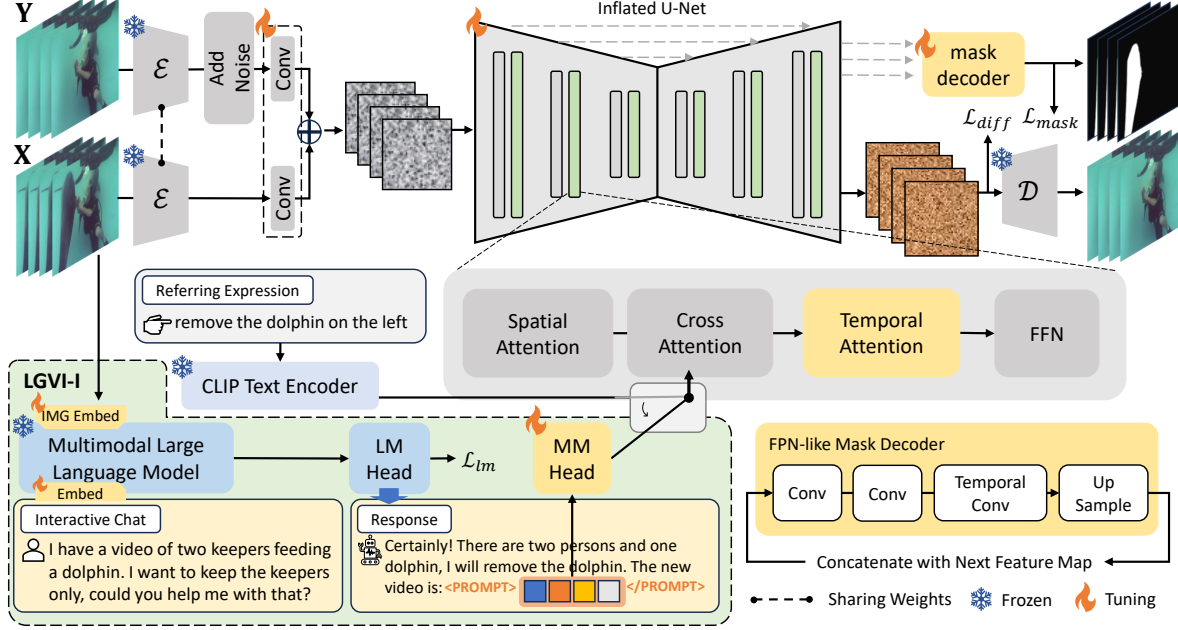 Y
ℰ
Add Noise
Conv
Inflated U-Net
mask
decoder
ℒdiff
ℒmask
X
ℰ
Conv
𝒟
Referring Expression
remove the dolphin on the left
Spatial
Attention
Cross
Attention
Temporal
Attention
FFN
LGVI-I
CLIP Text Encoder
IMG Embed
Multimodal Large
Language Model
Embed
LM
Head
ℒlm
MM
Head
FPN-like Mask Decoder
Conv
Conv
Temporal
Conv
Up
Sample
Concatenate with Next Feature Map
Interactive Chat
I have a video of two keepers feeding
a dolphin. I want to keep the keepers
only, could you help me with that?
Response
Certainly! There are two persons and one
dolphin, I will remove the dolphin. The new
video is: <PROMPT> </PROMPT>
Sharing Weights
Frozen
Tuning